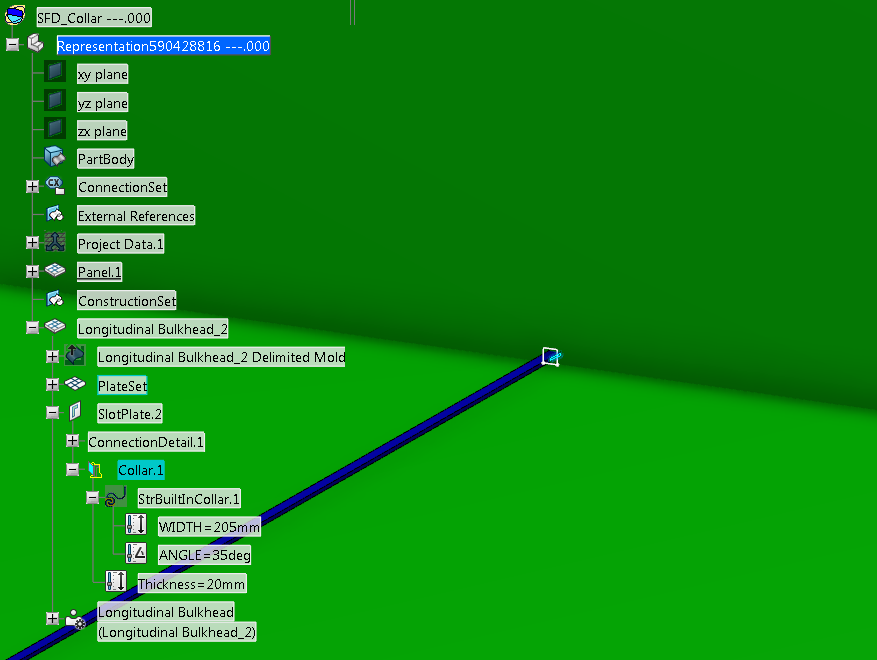 SFD_Collar ---.000
Representation590428816 ---.000
xy plane
yz plane
zx plane
PartBody
ConnectionSet
External References
Project Data.1
Panel.1
ConstructionSet
Longitudinal Bulkhead_2
Longitudinal Bulkhead_2 Delimited Mold
PlateSet
SlotPlate.2
ConnectionDetail.1
Collar.1
StrBuiltInCollar.1
WIDTH=205mm
ANGLE=35deg
Thickness=20mm
Longitudinal Bulkhead
(Longitudinal Bulkhead_2)